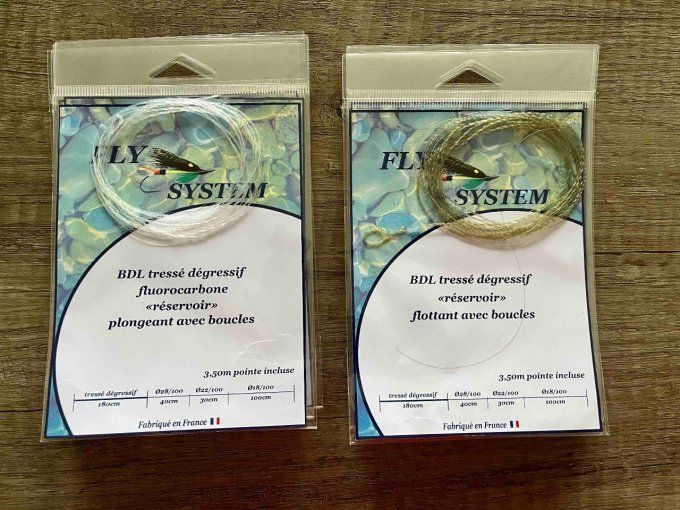 FLY
SYSTEM
BDL tressé dégressif
fluorocarbone
«réservoir»
plongeant avec boucles
3,50m pointe incluse
tressé dégressif Ø28/100 Ø22/100 Ø18/100
180cm 40cm 30cm 100cm
Fabriqué en France
FLY
SYSTEM
BDL tressé dégressif
«réservoir»
flottant avec boucles
3,50m pointe incluse
tressé dégressif Ø28/100 Ø22/100 Ø18/100
180cm 40cm 30cm 100cm
Fabriqué en France